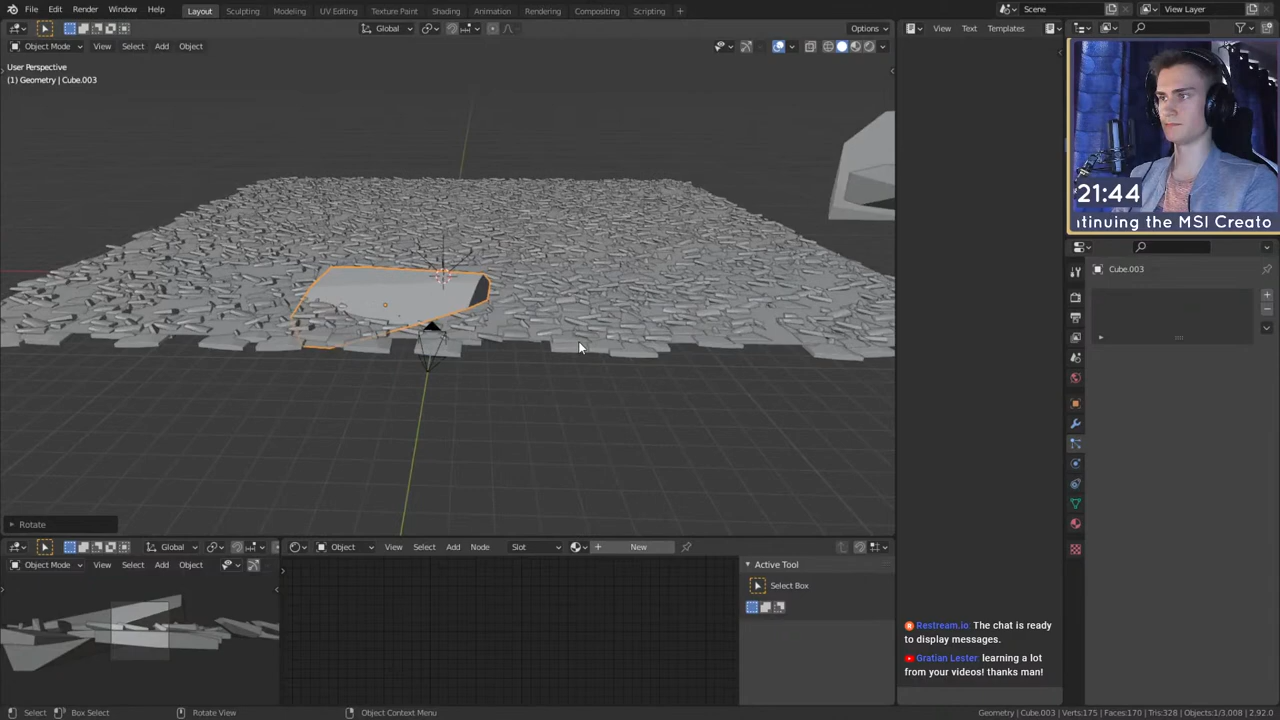 File Edit Render Window Help
Layout Sculpting Modeling UV Editing Texture Paint Shading Animation Rendering Compositing Scripting +
Scene
View Layer
Global
Options
View Text Templates
Object Mode View Select Add Object
User Perspective
(1) Geometry | Cube.003
21:44
ntinuing the MSI Creato
Cube.003
Rotate
Global
Object View Select Add Node Slot New
Object Mode View Select Add Object
Active Tool
Select Box
Restream.io The chat is ready
to display messages.
Gratian Lester learning a lot
from your videos! thanks man!
Select Box Select Rotate View Object Context Menu
Geometry | Cube.003 | Verts:175 | Faces:170 | Tris:328 | Objects:1/3.008 | 2.92.0